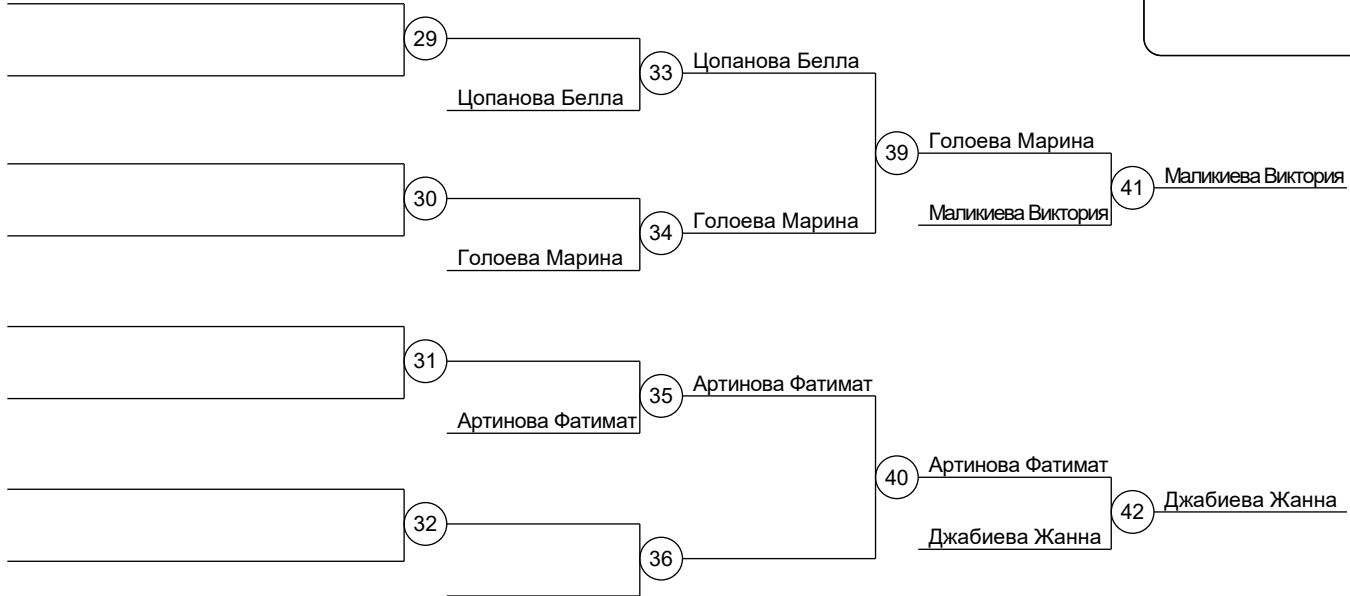 29
33
Цопанова Белла
Цопанова Белла
39
Голоева Марина
41
Маликиева Виктория
30
34
Голоева Марина
Маликиева Виктория
Голоева Марина
31
35
Артинова Фатимат
Артинова Фатимат
40
Артинова Фатимат
42
Джабиева Жанна
32
36
Джабиева Жанна